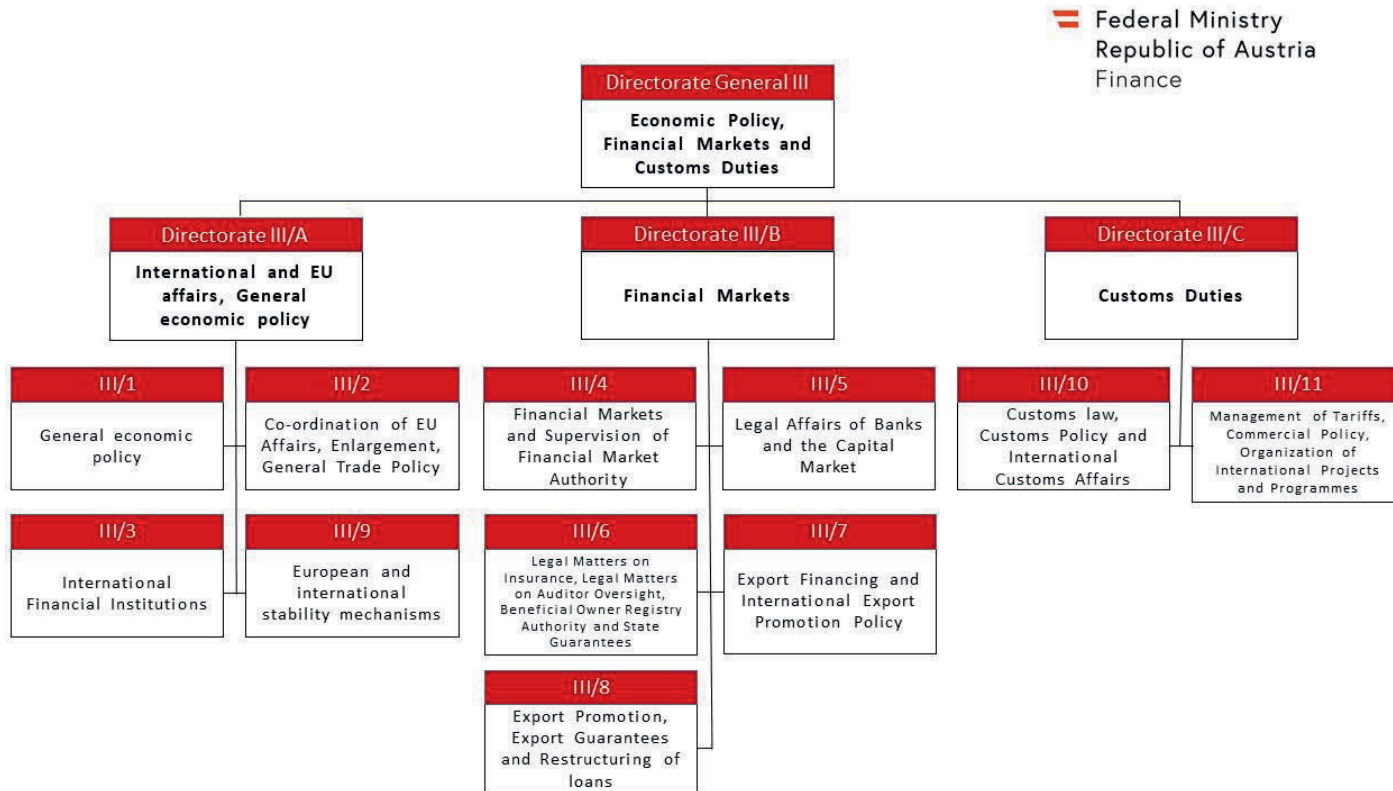 Federal Ministry
Republic of Austria
Finance
Directorate General III
Economic Policy,
Financial Markets and
Customs Duties
Directorate III/A
International and EU
affairs, General
economic policy
Directorate III/B
Financial Markets
Directorate III/C
Customs Duties
III/1
General economic
policy
III/2
Co-ordination of EU
Affairs, Enlargement,
General Trade Policy
III/4
Financial Markets
and Supervision of
Financial Market
Authority
III/5
Legal Affairs of Banks
and the Capital
Market
III/10
Customs law,
Customs Policy and
International
Customs Affairs
III/11
Management of Tariffs,
Commercial Policy,
Organization of
International Projects
and Programmes
III/3
International
Financial Institutions
III/9
European and
international
stability mechanisms
III/6
Legal Matters on
Insurance, Legal Matters
on Auditor Oversight,
Beneficial Owner Registry
Authority and State
Guarantees
III/7
Export Financing and
International Export
Promotion Policy
III/8
Export Promotion,
Export Guarantees
and Restructuring of
loans